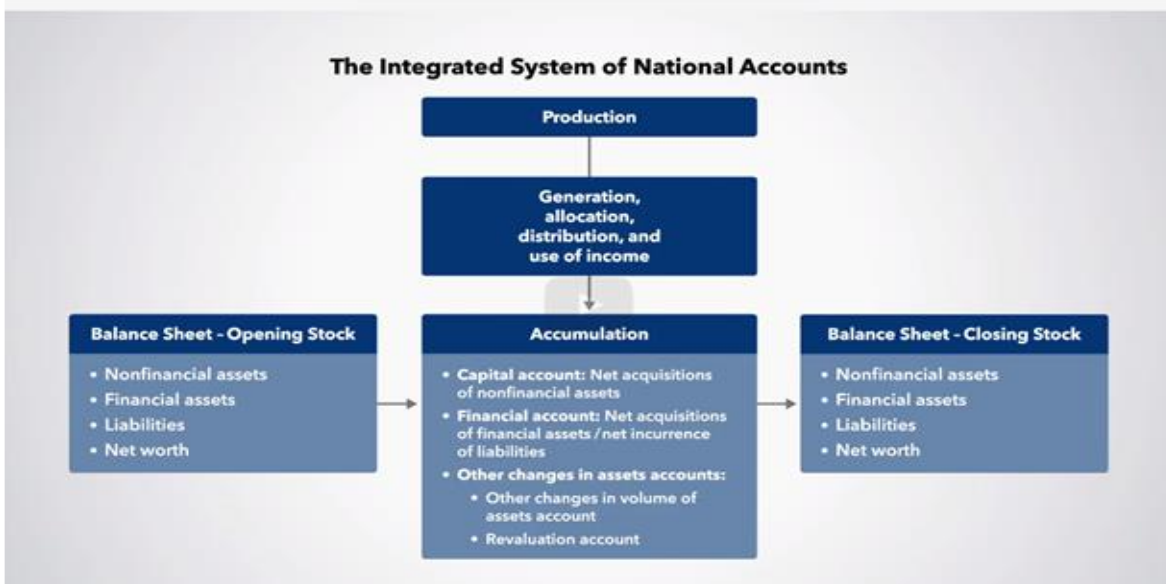 The Integrated System of National Accounts
Production
Generation,
allocation,
distribution, and
use of income
Balance Sheet – Opening Stock
• Nonfinancial assets
• Financial assets
• Liabilities
• Net worth
Accumulation
• Capital account: Net acquisitions
of nonfinancial assets
• Financial account: Net acquisitions
of financial assets / net incurrence
of liabilities
• Other changes in assets accounts:
• Other changes in volume of
assets account
• Revaluation account
Balance Sheet – Closing Stock
• Nonfinancial assets
• Financial assets
• Liabilities
• Net worth